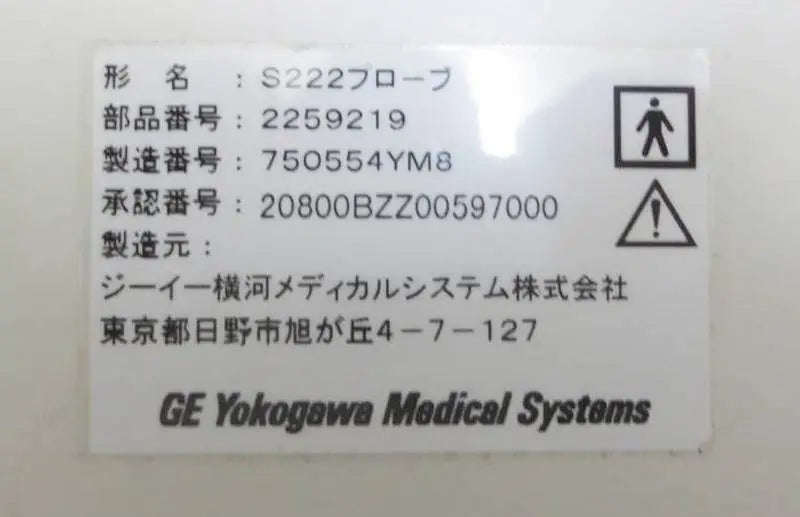 形 名 : S222プローブ
部品番号 : 2259219
製造番号 : 750554YM8
承認番号 : 20800BZZ00597000
製造元 :
ジーイー横河メディカルシステム株式会社
東京都日野市旭が丘4-7-127
GE Yokogawa Medical Systems